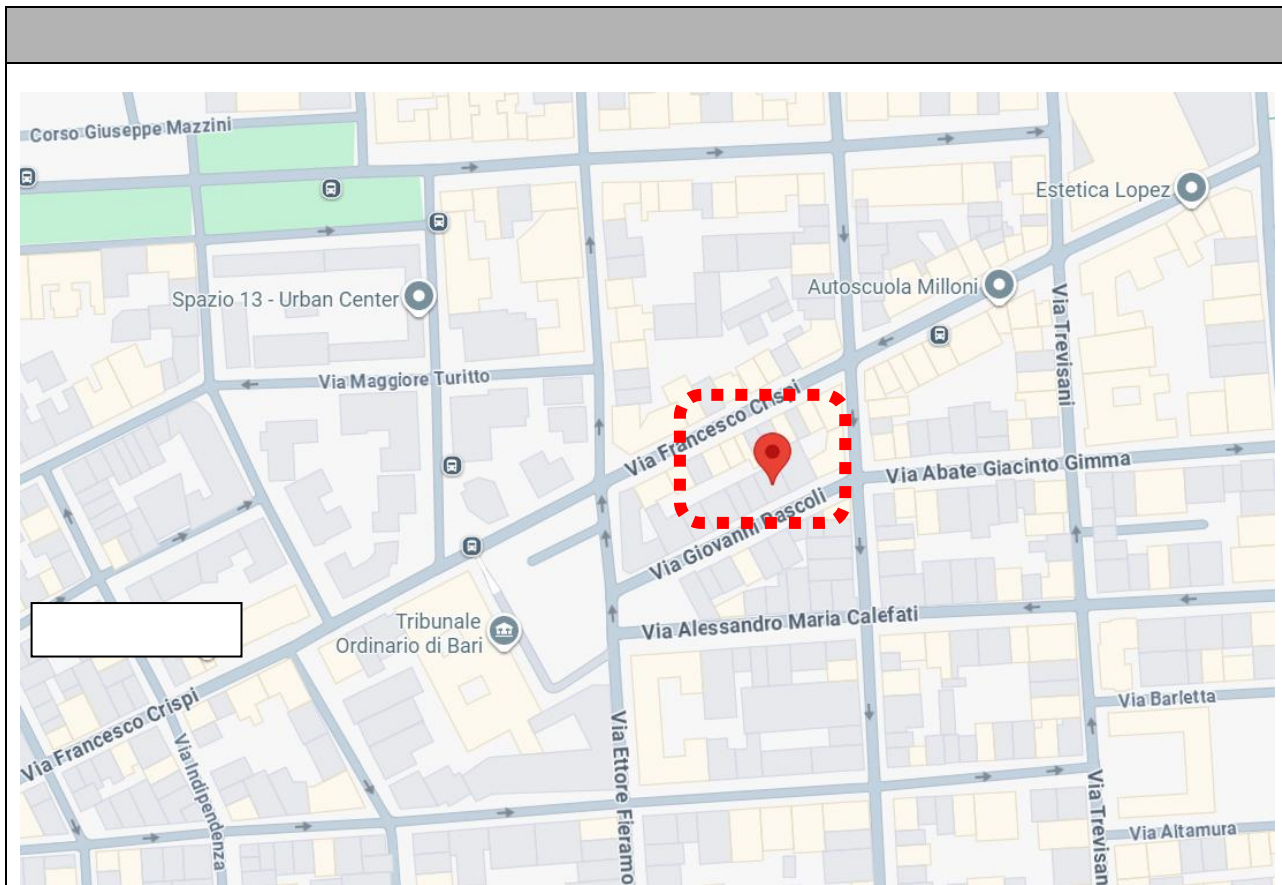 Corso Giuseppe Mazzini
Estetica Lopez
Spazio 13 - Urban Center
Autoscuola Milloni
Via Trevisani
Via Maggiore Turitto
Via Francesco Crispi
Via Abate Giacinto Gimma
Via Giovanni Pascoli
Tribunale
Ordinario di Bari
Via Alessandro Maria Calefati
Via Francesco Crispi
Via Indipendenza
Via Ettore Fieramo
Via Barletta
Via Trevisan
Via Altamura